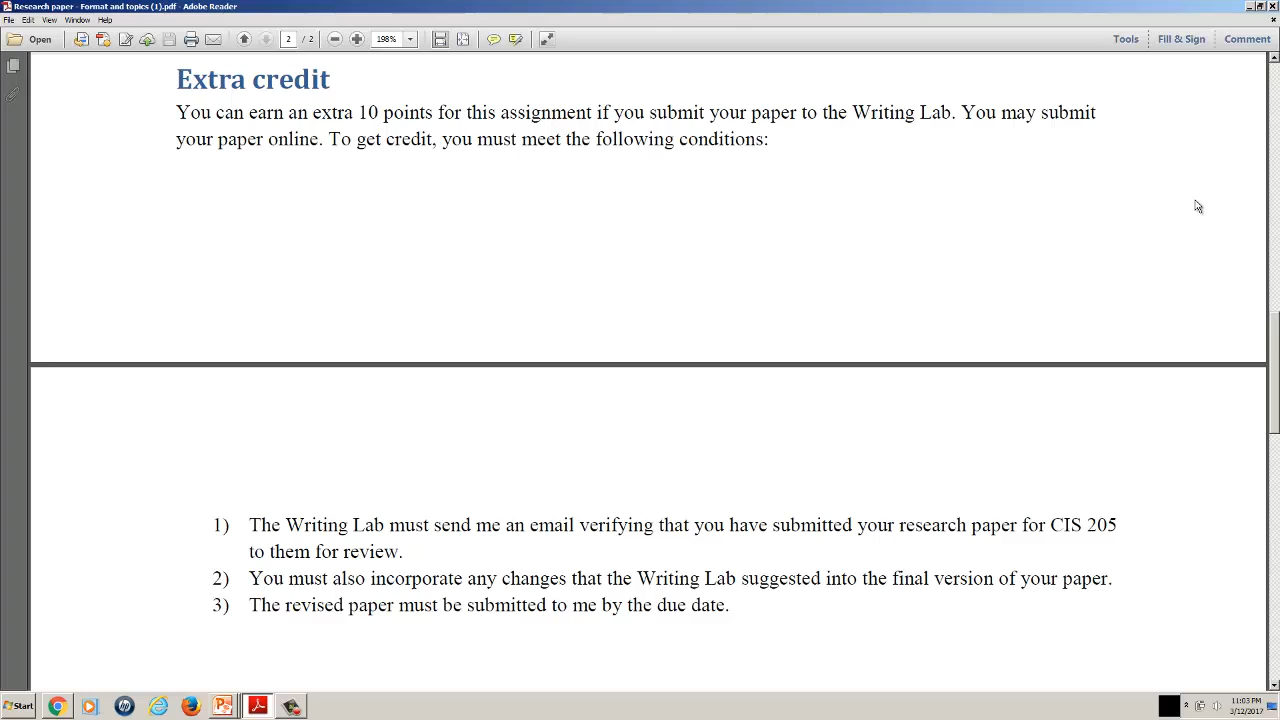 Research paper - Format and topics (1).pdf - Adobe Reader
File Edit View Window Help
Open 2 / 2 198% Tools Fill & Sign Comment
Extra credit
You can earn an extra 10 points for this assignment if you submit your paper to the Writing Lab. You may submit
your paper online. To get credit, you must meet the following conditions:
1) The Writing Lab must send me an email verifying that you have submitted your research paper for CIS 205
to them for review.
2) You must also incorporate any changes that the Writing Lab suggested into the final version of your paper.
3) The revised paper must be submitted to me by the due date.
Start
11:03 PM
3/12/2017